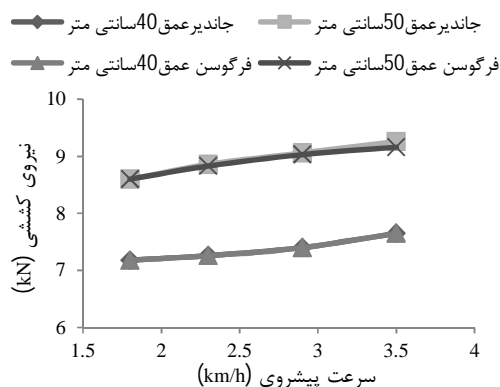 جاندیرعمق40سانتی متر
جاندیرعمق50سانتی متر
فرگوسن عمق40سانتی متر
فرگوسن عمق50سانتی متر
نیروی کششی (kN)
10
9
8
7
6
1.5 2 2.5 3 3.5
سرعت پیشروی (km/h)